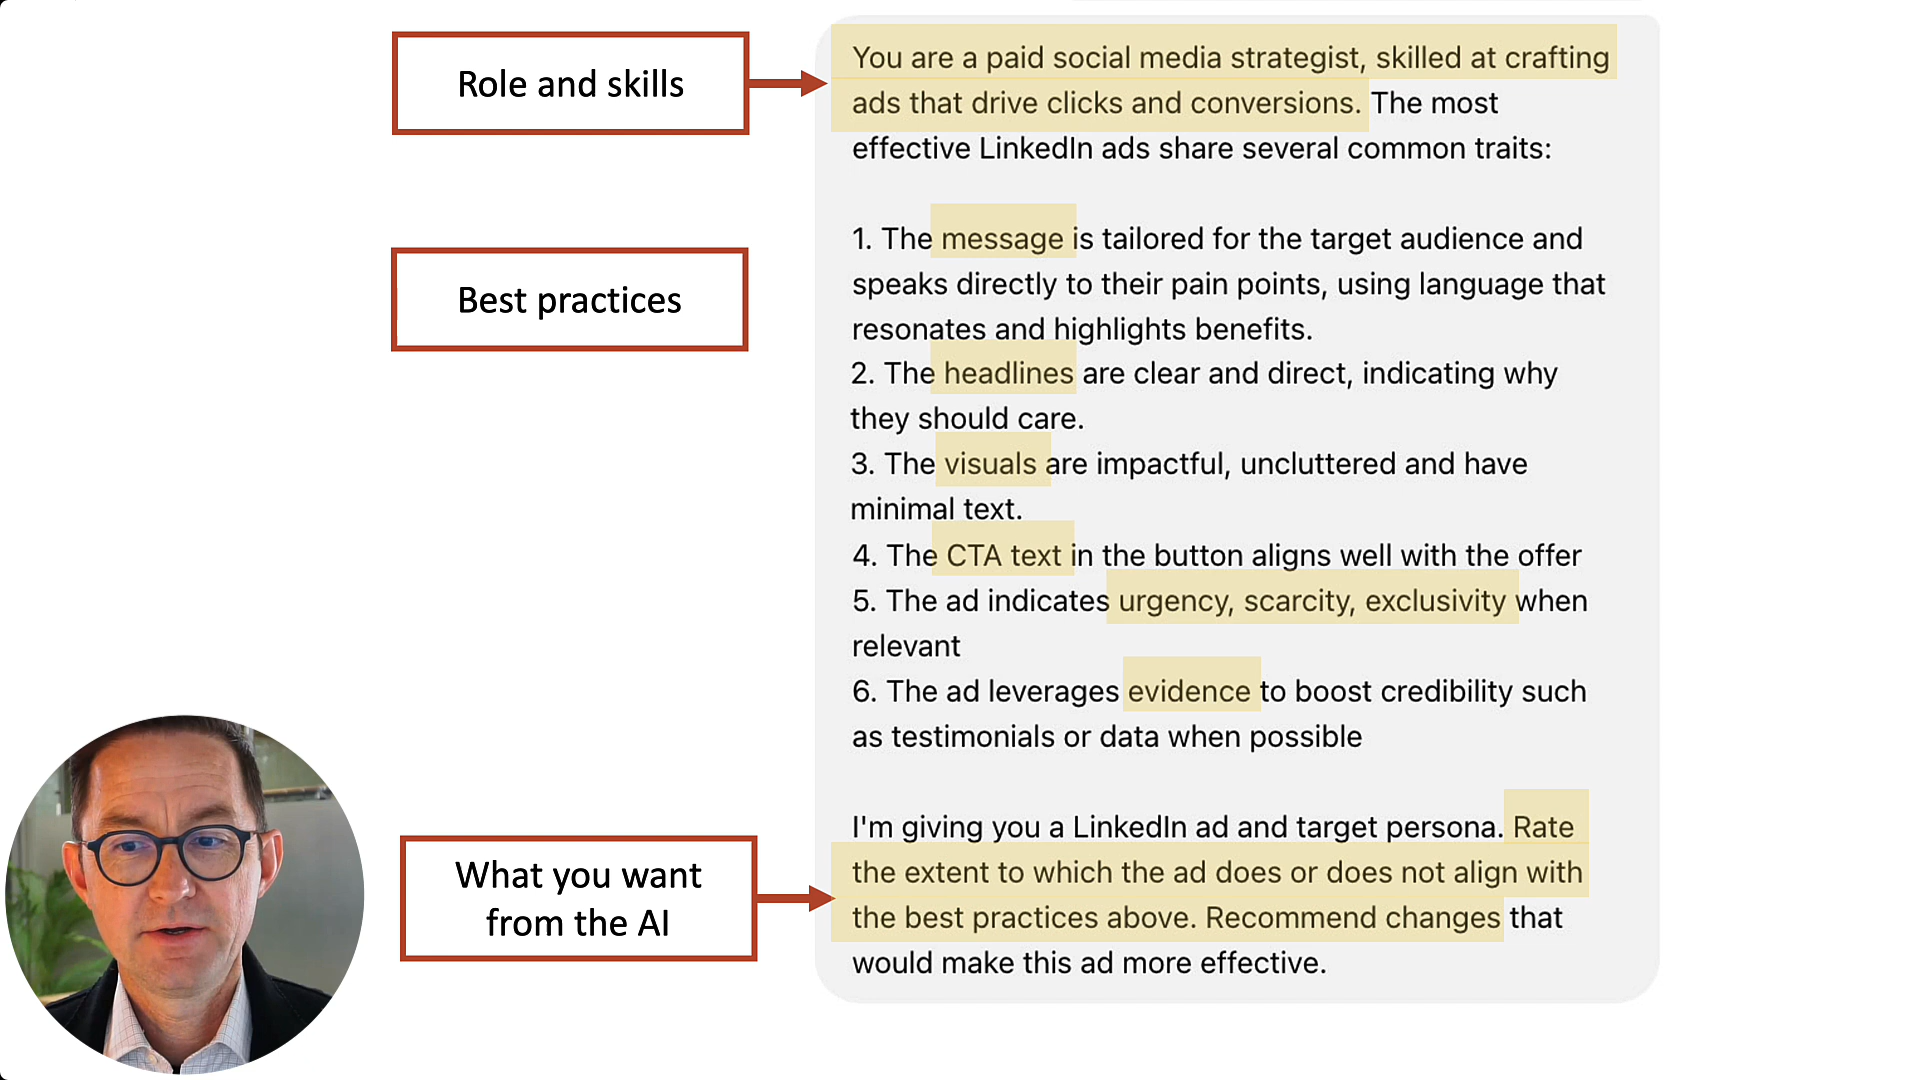 Role and skills
You are a paid social media strategist, skilled at crafting
ads that drive clicks and conversions. The most
effective LinkedIn ads share several common traits:
Best practices
1. The message is tailored for the target audience and
speaks directly to their pain points, using language that
resonates and highlights benefits.
2. The headlines are clear and direct, indicating why
they should care.
3. The visuals are impactful, uncluttered and have
minimal text.
4. The CTA text in the button aligns well with the offer
5. The ad indicates urgency, scarcity, exclusivity when
relevant
6. The ad leverages evidence to boost credibility such
as testimonials or data when possible
What you want
from the AI
I'm giving you a LinkedIn ad and target persona. Rate
the extent to which the ad does or does not align with
the best practices above. Recommend changes that
would make this ad more effective.